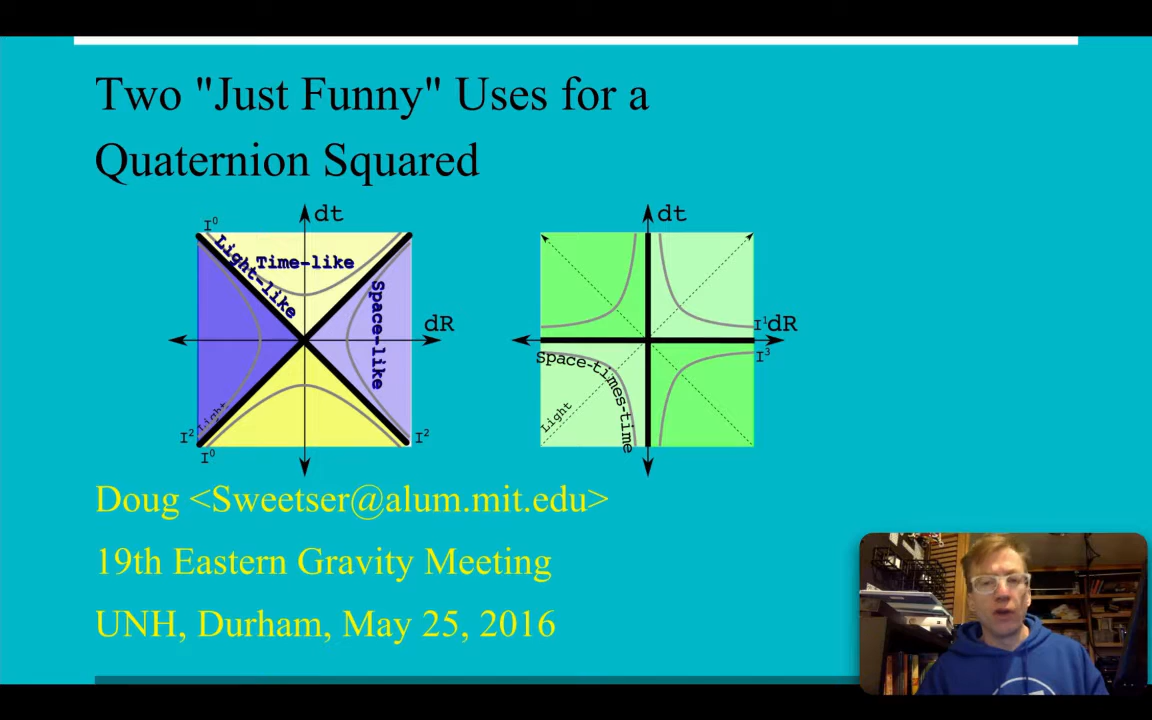 Two "Just Funny" Uses for a
Quaternion Squared
I⁰
dt
Light-like
Time-like
Space-like
dR
Light
I²
I⁰
I²
dt
I¹
dR
I³
Space-times-time
Light
Doug <Sweetser@alum.mit.edu>
19th Eastern Gravity Meeting
UNH, Durham, May 25, 2016